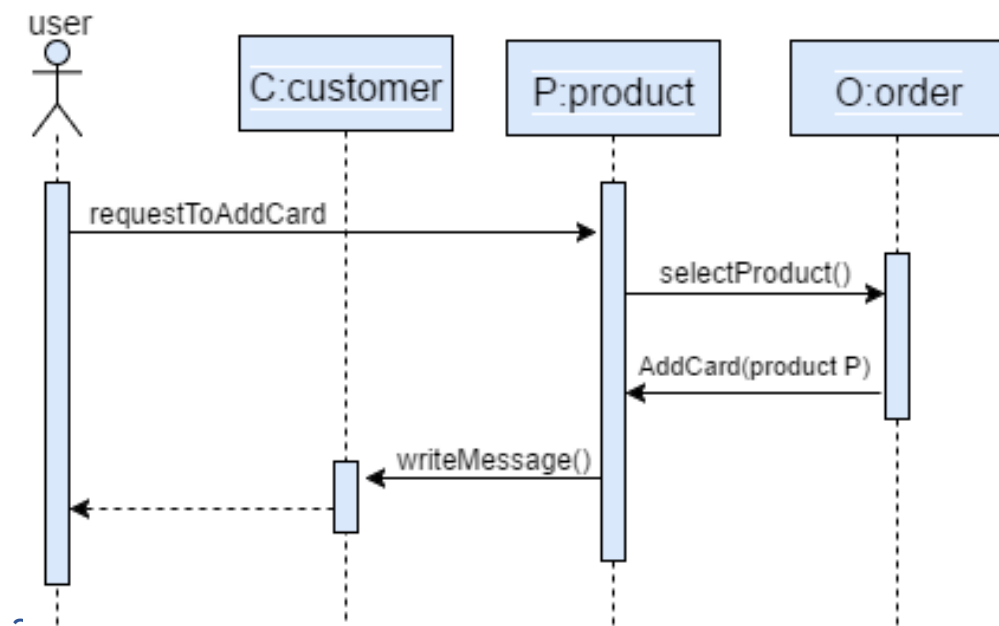 user
C:customer
P:product
O:order
requestToAddCard
selectProduct()
AddCard(product P)
writeMessage()